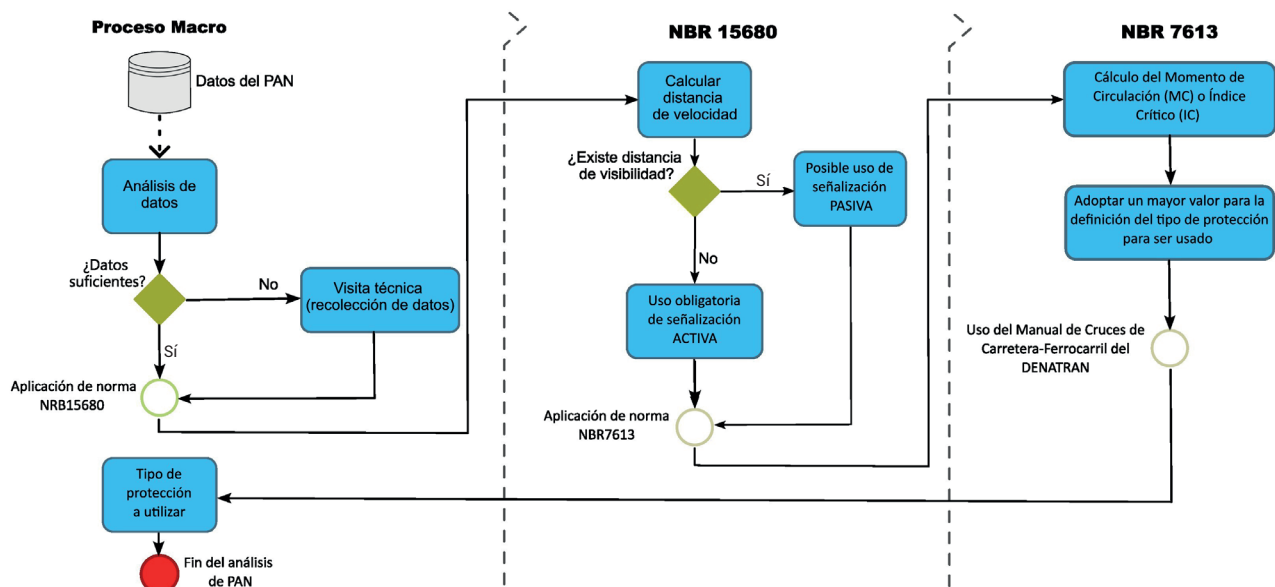 Proceso Macro
Datos del PAN
Análisis de
datos
¿Datos
suficientes?
No
Visita técnica
(recolección de datos)
Sí
Aplicación de norma
NRB15680
Tipo de
protección
a utilizar
Fin del análisis
de PAN
NBR 15680
Calcular
distancia
de velocidad
¿Existe distancia
de visibilidad?
Sí
Posible uso de
señalización
PASIVA
No
Uso obligatoria
de señalización
ACTIVA
Aplicación de norma
NBR7613
NBR 7613
Cálculo del Momento de
Circulación (MC) o Índice
Crítico (IC)
Adoptar un mayor valor para la
definición del tipo de protección
para ser usado
Uso del Manual de Cruces de
Carretera-Ferrocarril del
DENATRAN